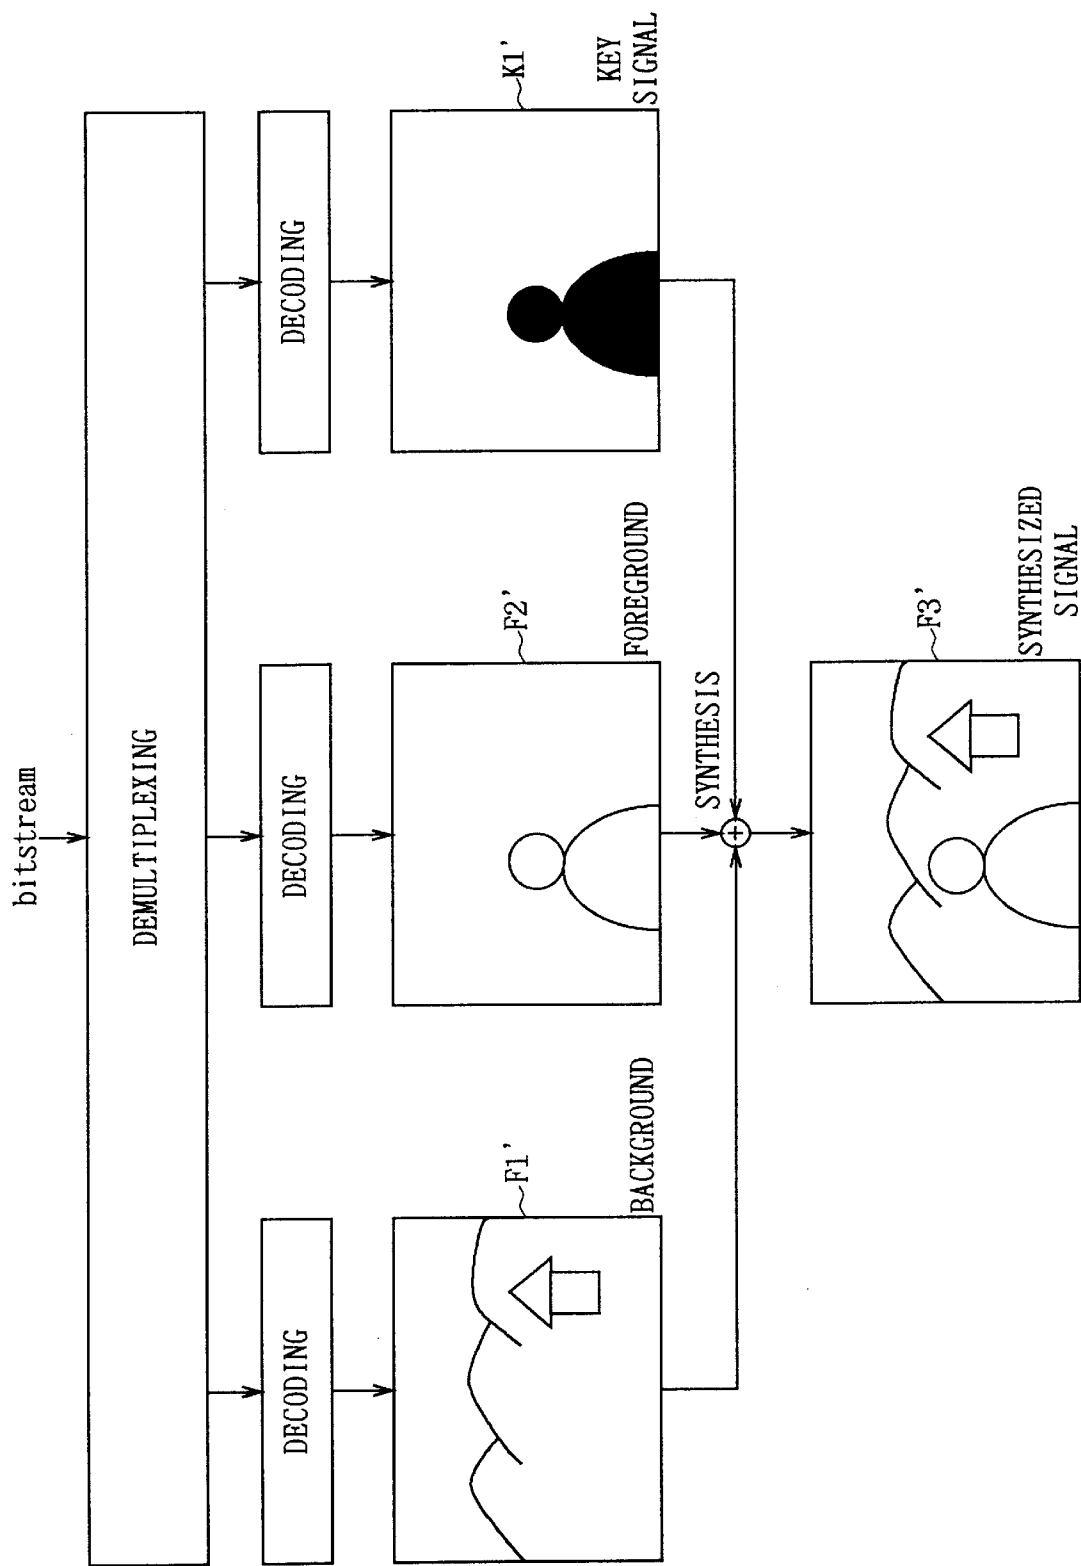 bitstream
DEMULTIPLEXING
DECODING
DECODING
DECODING
F1'
BACKGROUND
F2'
FOREGROUND
K1'
KEY
SIGNAL
SYNTHESIS
F3'
SYNTHESIZED
SIGNAL